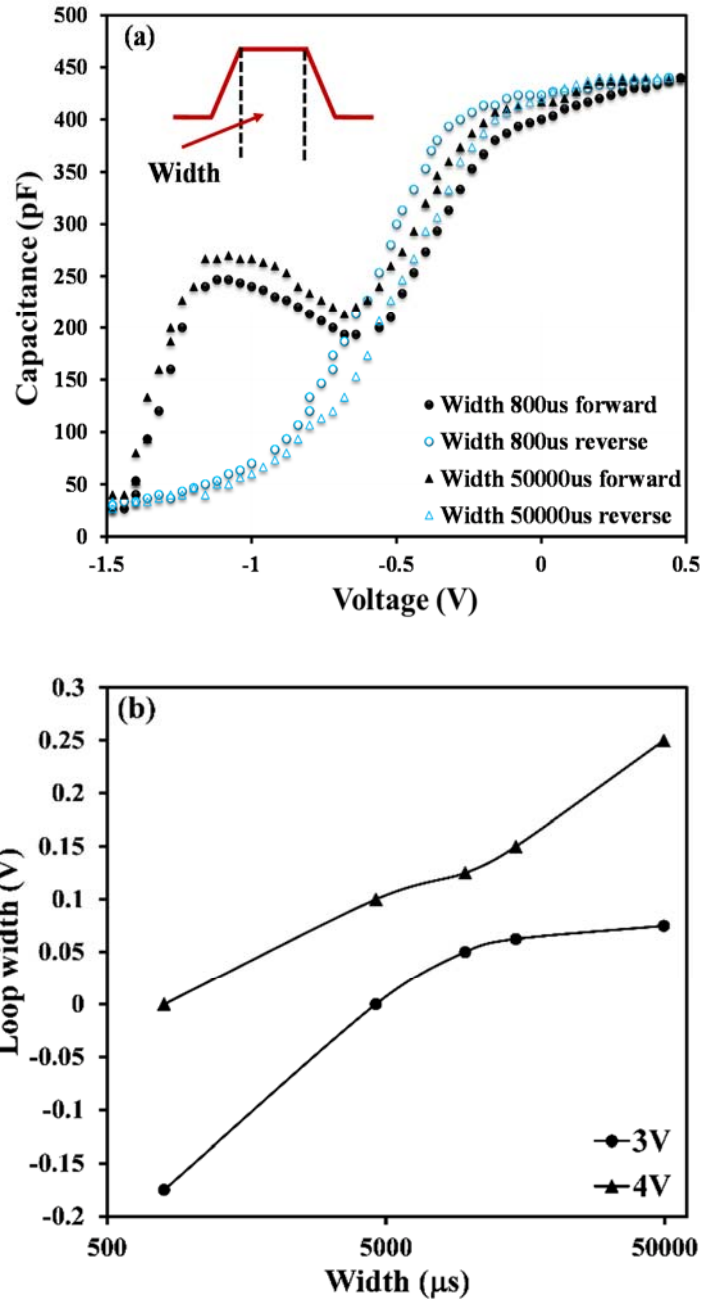 (a)
Width
500
450
400
350
300
250
200
150
100
50
0
Capacitance (pF)
Width 800us forward
Width 800us reverse
Width 50000us forward
Width 50000us reverse
-1.5
-1
-0.5
0
0.5
Voltage (V)
(b)
0.3
0.25
0.2
0.15
0.1
0.05
0
-0.05
-0.1
-0.15
-0.2
Loop width (V)
3V
4V
500
5000
50000
Width (μs)